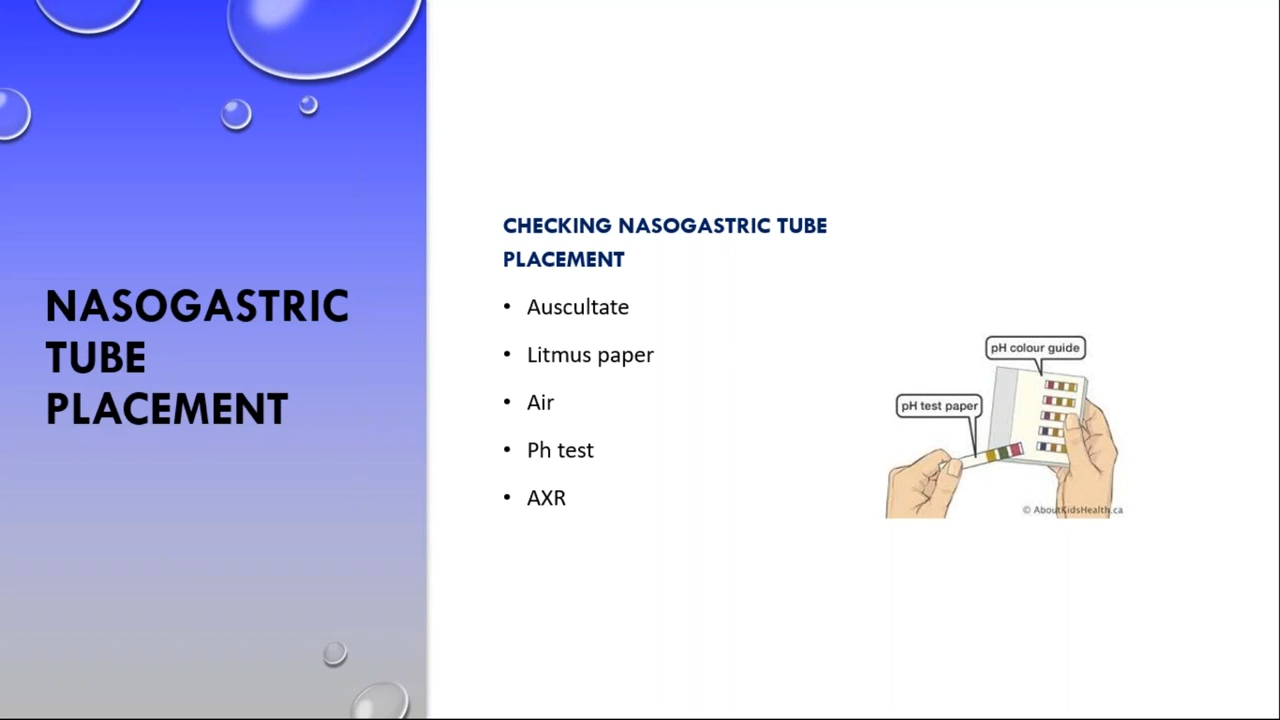 NASOGASTRIC
TUBE
PLACEMENT
CHECKING NASOGASTRIC TUBE
PLACEMENT
• Auscultate
• Litmus paper
• Air
• Ph test
• AXR
pH colour guide
pH test paper
© AboutKidsHealth.ca